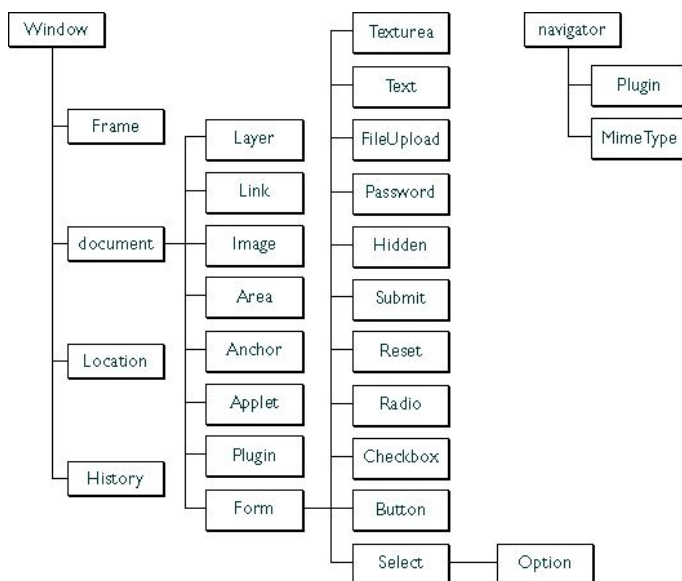 Window
Frame
document
Location
History
Layer
Link
Image
Area
Anchor
Applet
Plugin
Form
Texturea
Text
FileUpload
Password
Hidden
Submit
Reset
Radio
Checkbox
Button
Select
Option
navigator
Plugin
MimeType